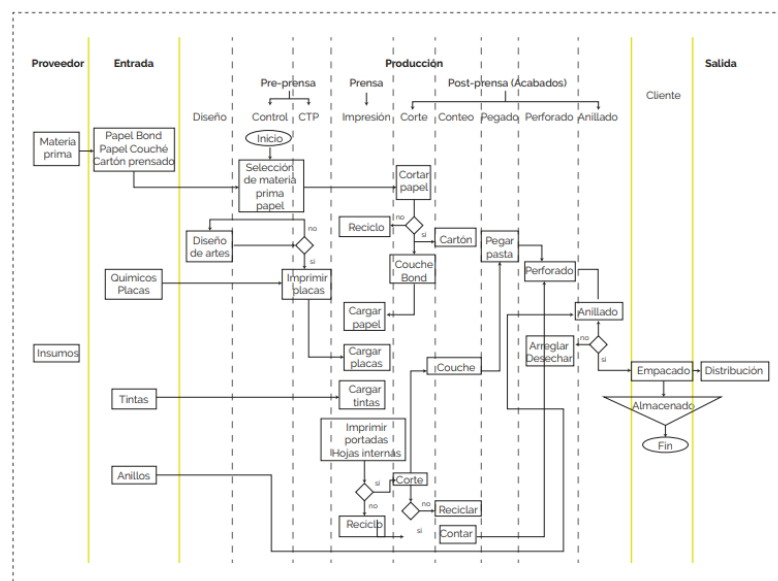 Proveedor
Entrada
Producción
Salida
Pre-prensa
Prensa
Post-prensa (Acabados)
Cliente
Diseño
Control
CTP
Impresión
Corte
Conteo
Pegado
Perforado
Anillado
Inicio
Materia
prima
Papel Bond
Papel Couché
Cartón prensado
Selección
de materia
prima
papel
Cortar
papel
no
Reciclo
si
Cartón
Diseño
de artes
no
si
Couche
Bond
Pegar
pasta
Perforado
Químicos
Placas
Imprimir
placas
Cargar
papel
Anillado
Insumos
Cargar
placas
Arreglar
Desechar
no
si
Couche
Empacado
Distribución
Tintas
Cargar
tintas
Almacenado
Imprimir
portadas
Hojas internas
Fin
Anillos
si
Corte
no
no
Reciclar
Reciclo
si
Contar